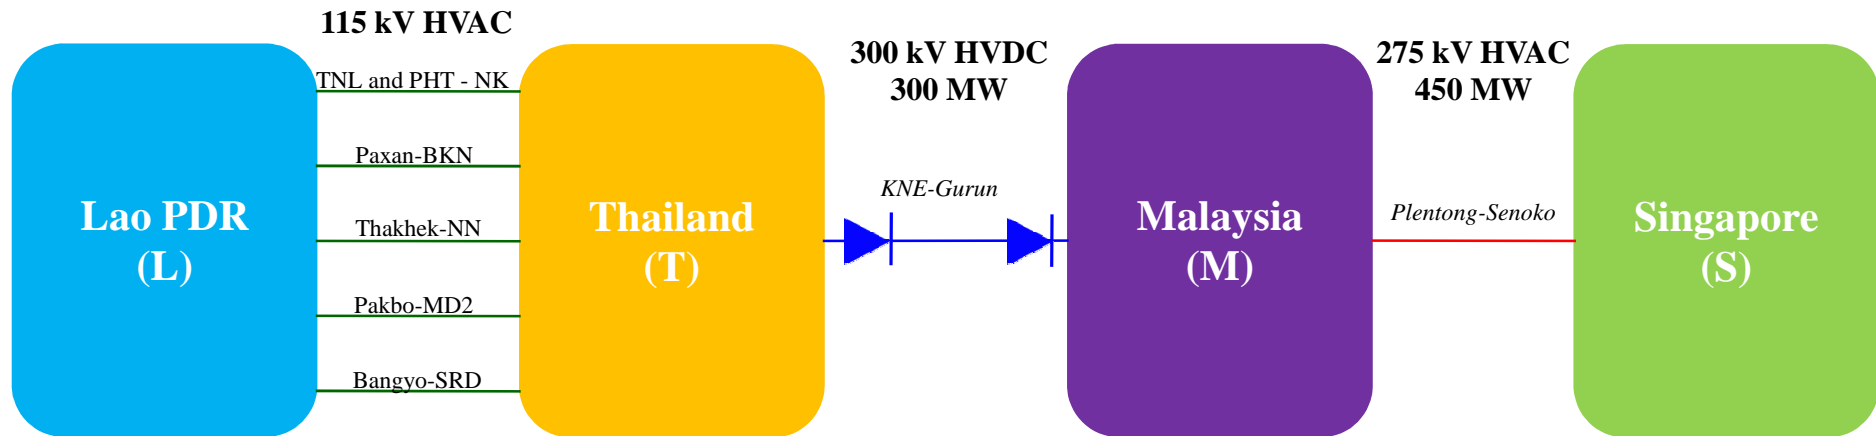 115 kV HVAC
300 kV HVDC
300 MW
275 kV HVAC
450 MW
Lao PDR
(L)
TNL and PHT - NK
Paxan-BKN
Thakhek-NN
Pakbo-MD2
Bangyo-SRD
Thailand
(T)
KNE-Gurun
Malaysia
(M)
Plentong-Senoko
Singapore
(S)